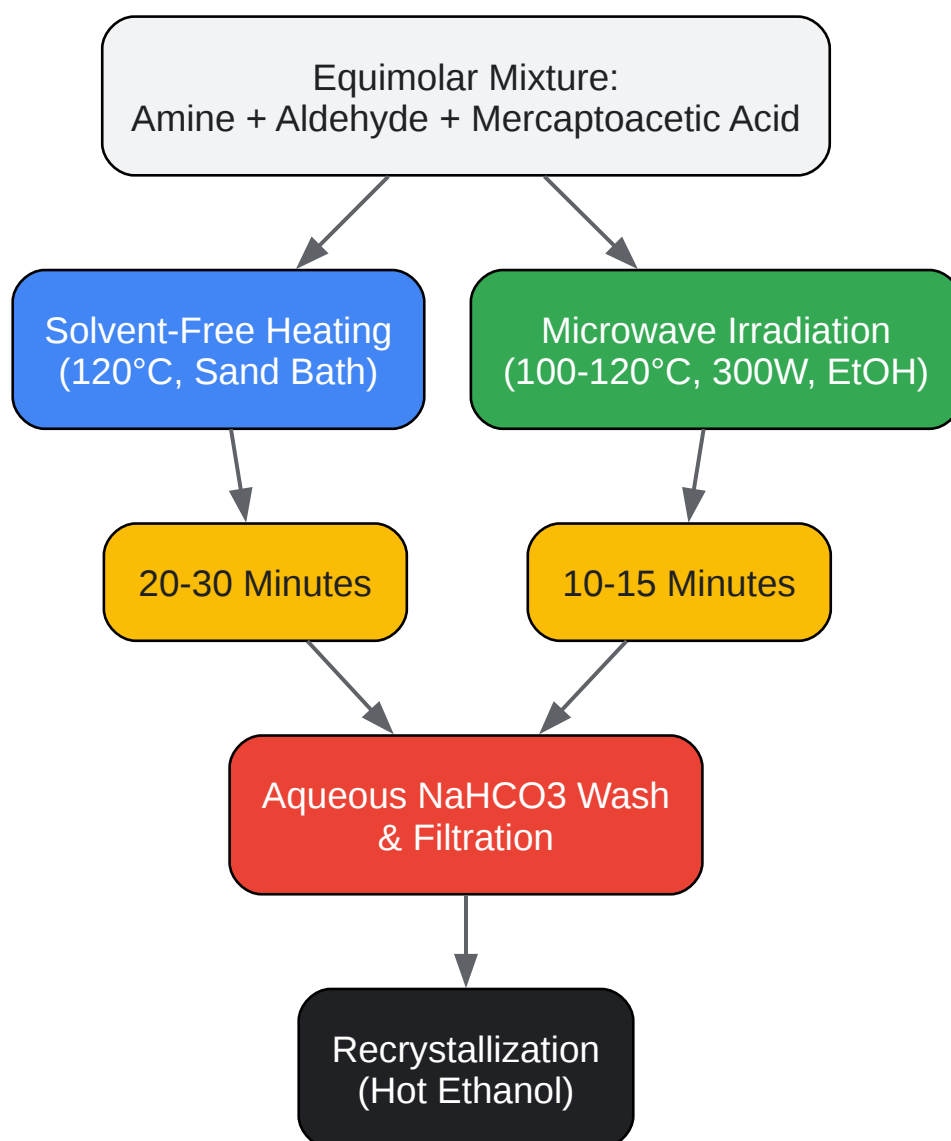 Equimolar Mixture:
Amine + Aldehyde + Mercaptoacetic Acid
Solvent-Free Heating
(120°C, Sand Bath)
Microwave Irradiation
(100-120°C, 300W, EtOH)
20-30 Minutes
10-15 Minutes
Aqueous NaHCO3 Wash
& Filtration
Recrystallization
(Hot Ethanol)